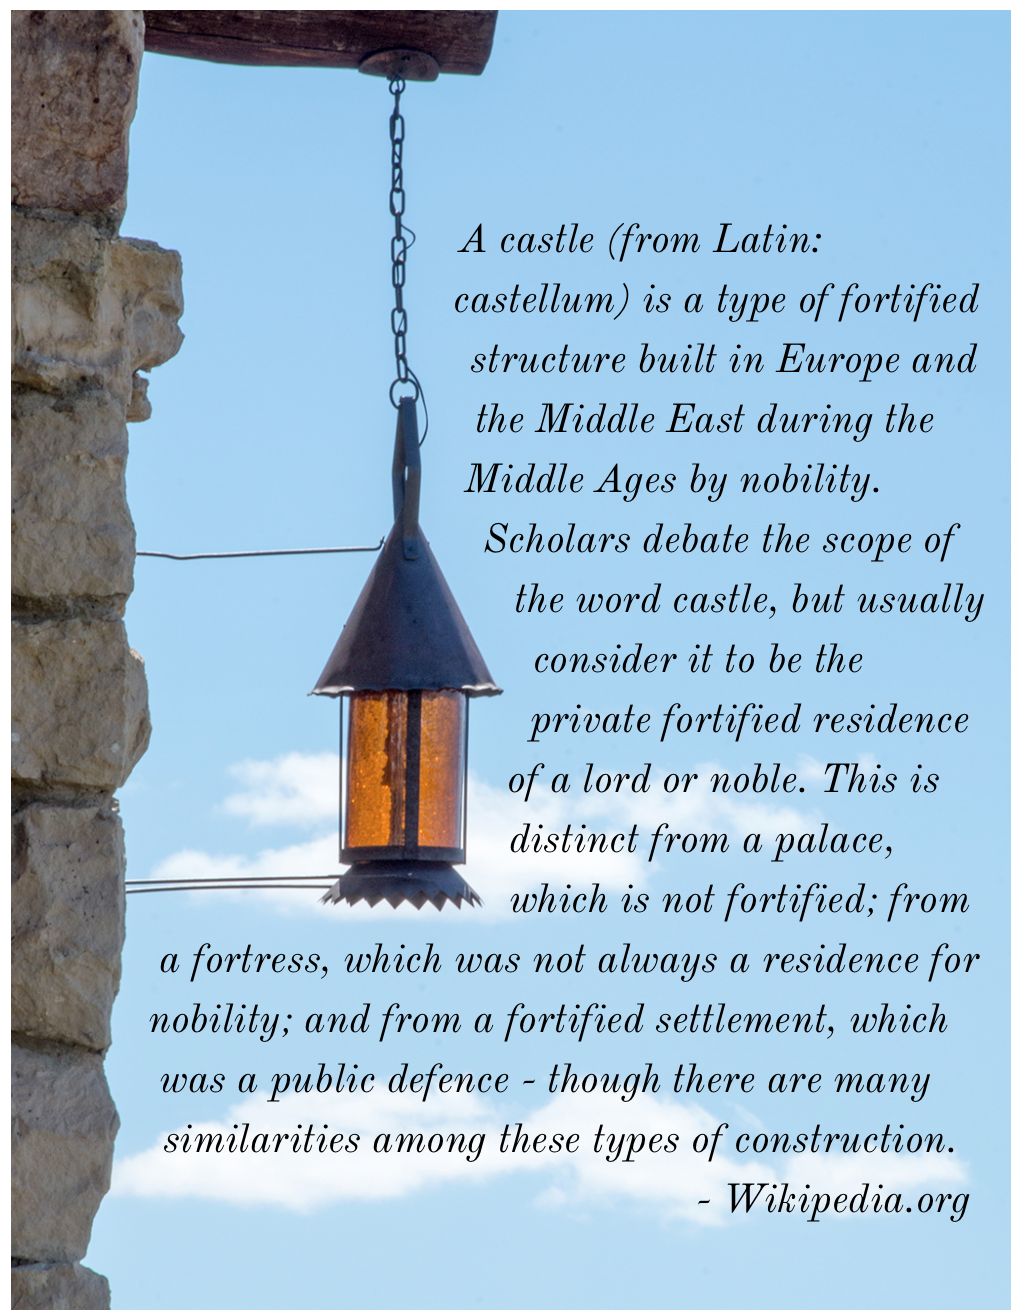 A castle (from Latin:
castellum) is a type of fortified
structure built in Europe and
the Middle East during the
Middle Ages by nobility.
Scholars debate the scope of
the word castle, but usually
consider it to be the
private fortified residence
of a lord or noble. This is
distinct from a palace,
which is not fortified; from
a fortress, which was not always a residence for
nobility; and from a fortified settlement, which
was a public defence - though there are many
similarities among these types of construction.
- Wikipedia.org